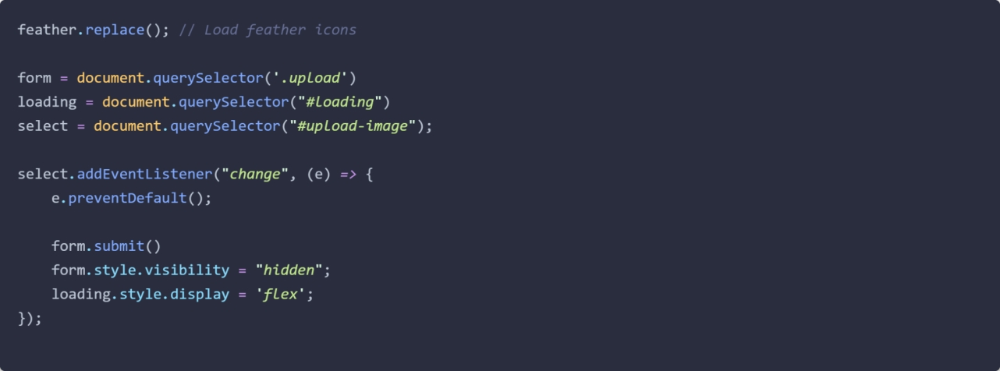 feather.replace(); // Load feather icons
form = document.querySelector('.upload')
loading = document.querySelector("#loading")
select = document.querySelector("#upload-image");
select.addEventListener("change", (e) => {
    e.preventDefault();
    form.submit()
    form.style.visibility = "hidden";
    loading.style.display = 'flex';
});